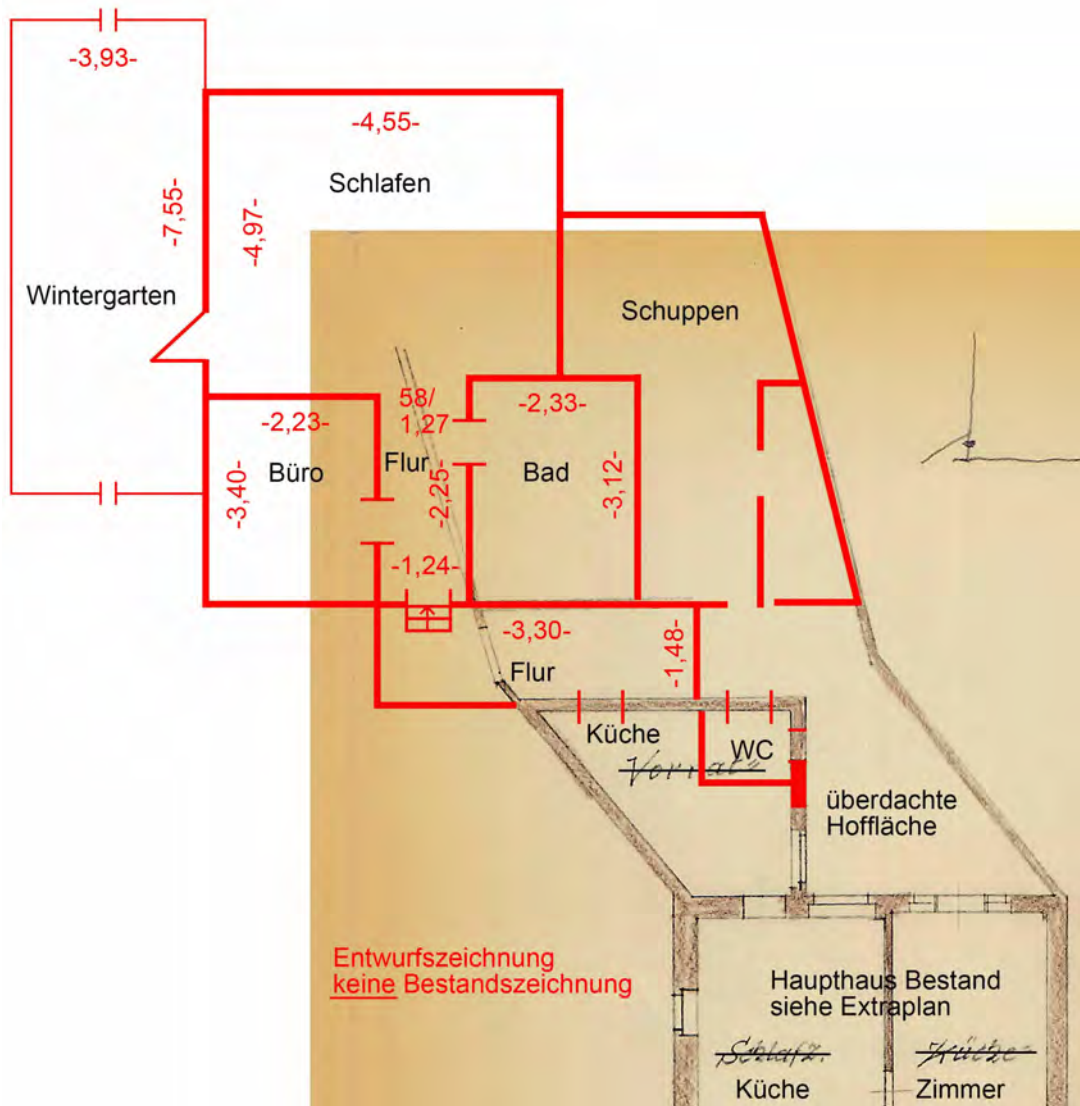 -3,93-
-4,55-
Schlafen
-7,55-
-4,97-
Wintergarten
Schuppen
58/
1,27
-2,23-
-2,33-
Büro
Flur
Bad
-3,40-
-2,25-
-3,12-
-1,24-
-3,30-
-1,48-
Flur
Küche
WC
Vorrat
überdachte
Hoffläche
Entwurfszeichnung
keine Bestandszeichnung
Haupthaus Bestand
siehe Extraplan
Schlafz.
Küche
Küche
Zimmer